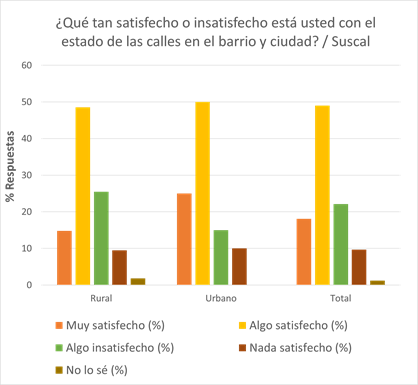 ¿Qué tan satisfecho o insatisfecho está usted con el
estado de las calles en el barrio y ciudad? / Suscal
% Respuestas
60
50
40
30
20
10
0
Rural
Urbano
Total
Muy satisfecho (%)
Algo satisfecho (%)
Algo insatisfecho (%)
Nada satisfecho (%)
No lo sé (%)